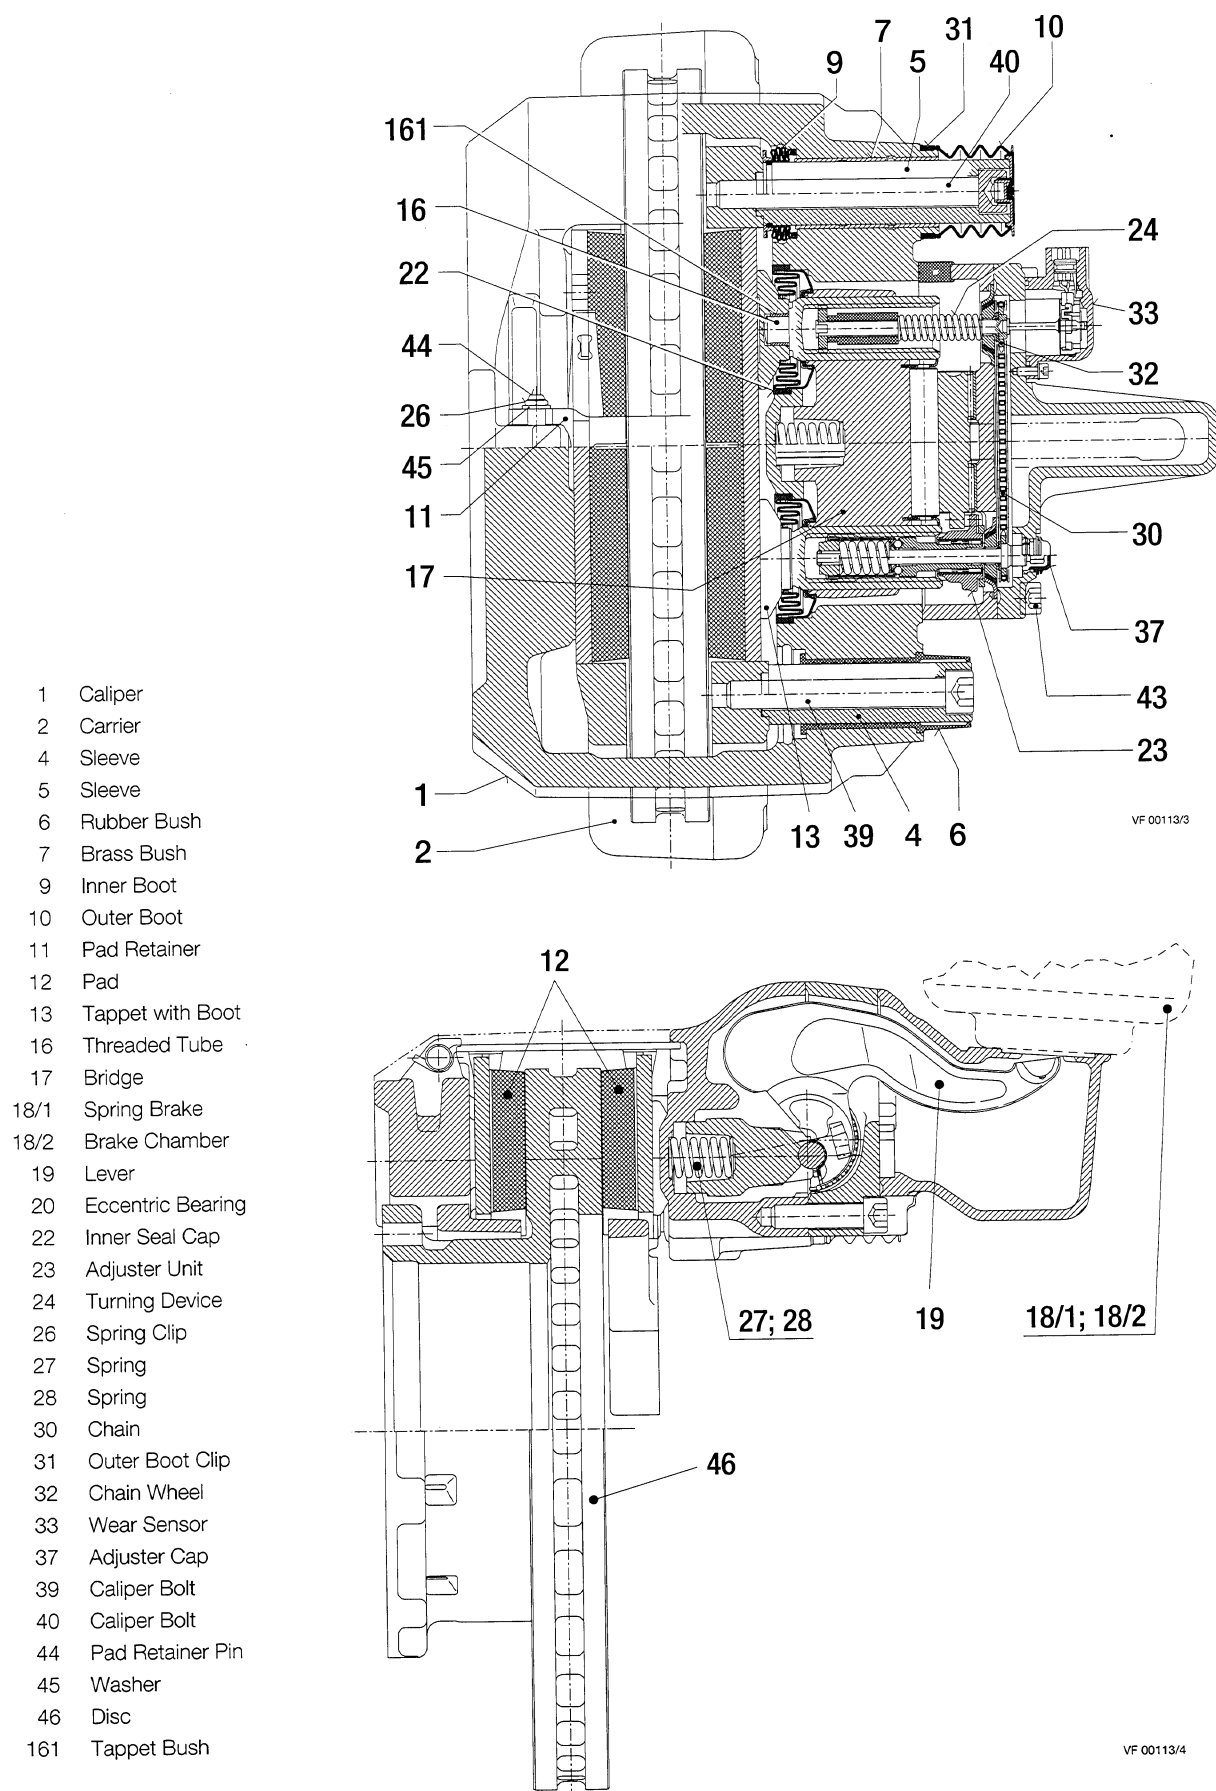 31
10
7
9
5
40
161
16
24
22
33
44
32
26
45
11
30
17
37
43
23
1
13
39
4
6
2
VF 00113/3
1 Caliper
2 Carrier
4 Sleeve
5 Sleeve
6 Rubber Bush
7 Brass Bush
9 Inner Boot
10 Outer Boot
11 Pad Retainer
12 Pad
13 Tappet with Boot
16 Threaded Tube
17 Bridge
18/1 Spring Brake
18/2 Brake Chamber
19 Lever
20 Eccentric Bearing
22 Inner Seal Cap
23 Adjuster Unit
24 Turning Device
26 Spring Clip
27 Spring
28 Spring
30 Chain
31 Outer Boot Clip
32 Chain Wheel
33 Wear Sensor
37 Adjuster Cap
39 Caliper Bolt
40 Caliper Bolt
44 Pad Retainer Pin
45 Washer
46 Disc
161 Tappet Bush
12
27; 28
19
18/1; 18/2
46
VF 00113/4